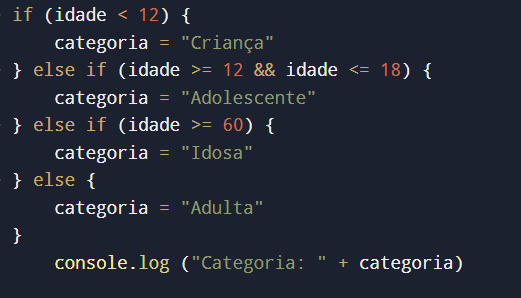 if (idade < 12) {
    categoria = "Criança"
} else if (idade >= 12 && idade <= 18) {
    categoria = "Adolescente"
} else if (idade >= 60) {
    categoria = "Idosa"
} else {
    categoria = "Adulta"
}
    console.log ("Categoria: " + categoria)